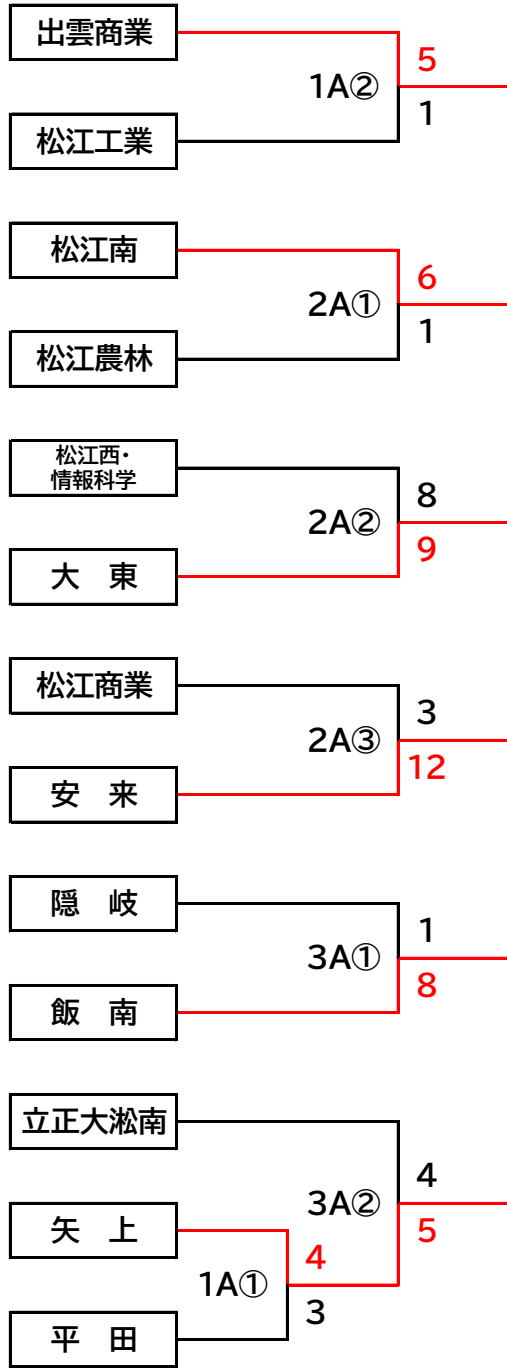 出雲商業
5
1A②
1
松江工業
松江南
6
2A①
1
松江農林
松江西・
情報科学
8
2A②
9
大　東
松江商業
3
2A③
12
安　来
隠　岐
1
3A①
8
飯　南
立正大淞南
4
3A②
5
矢　上
4
1A①
3
平　田